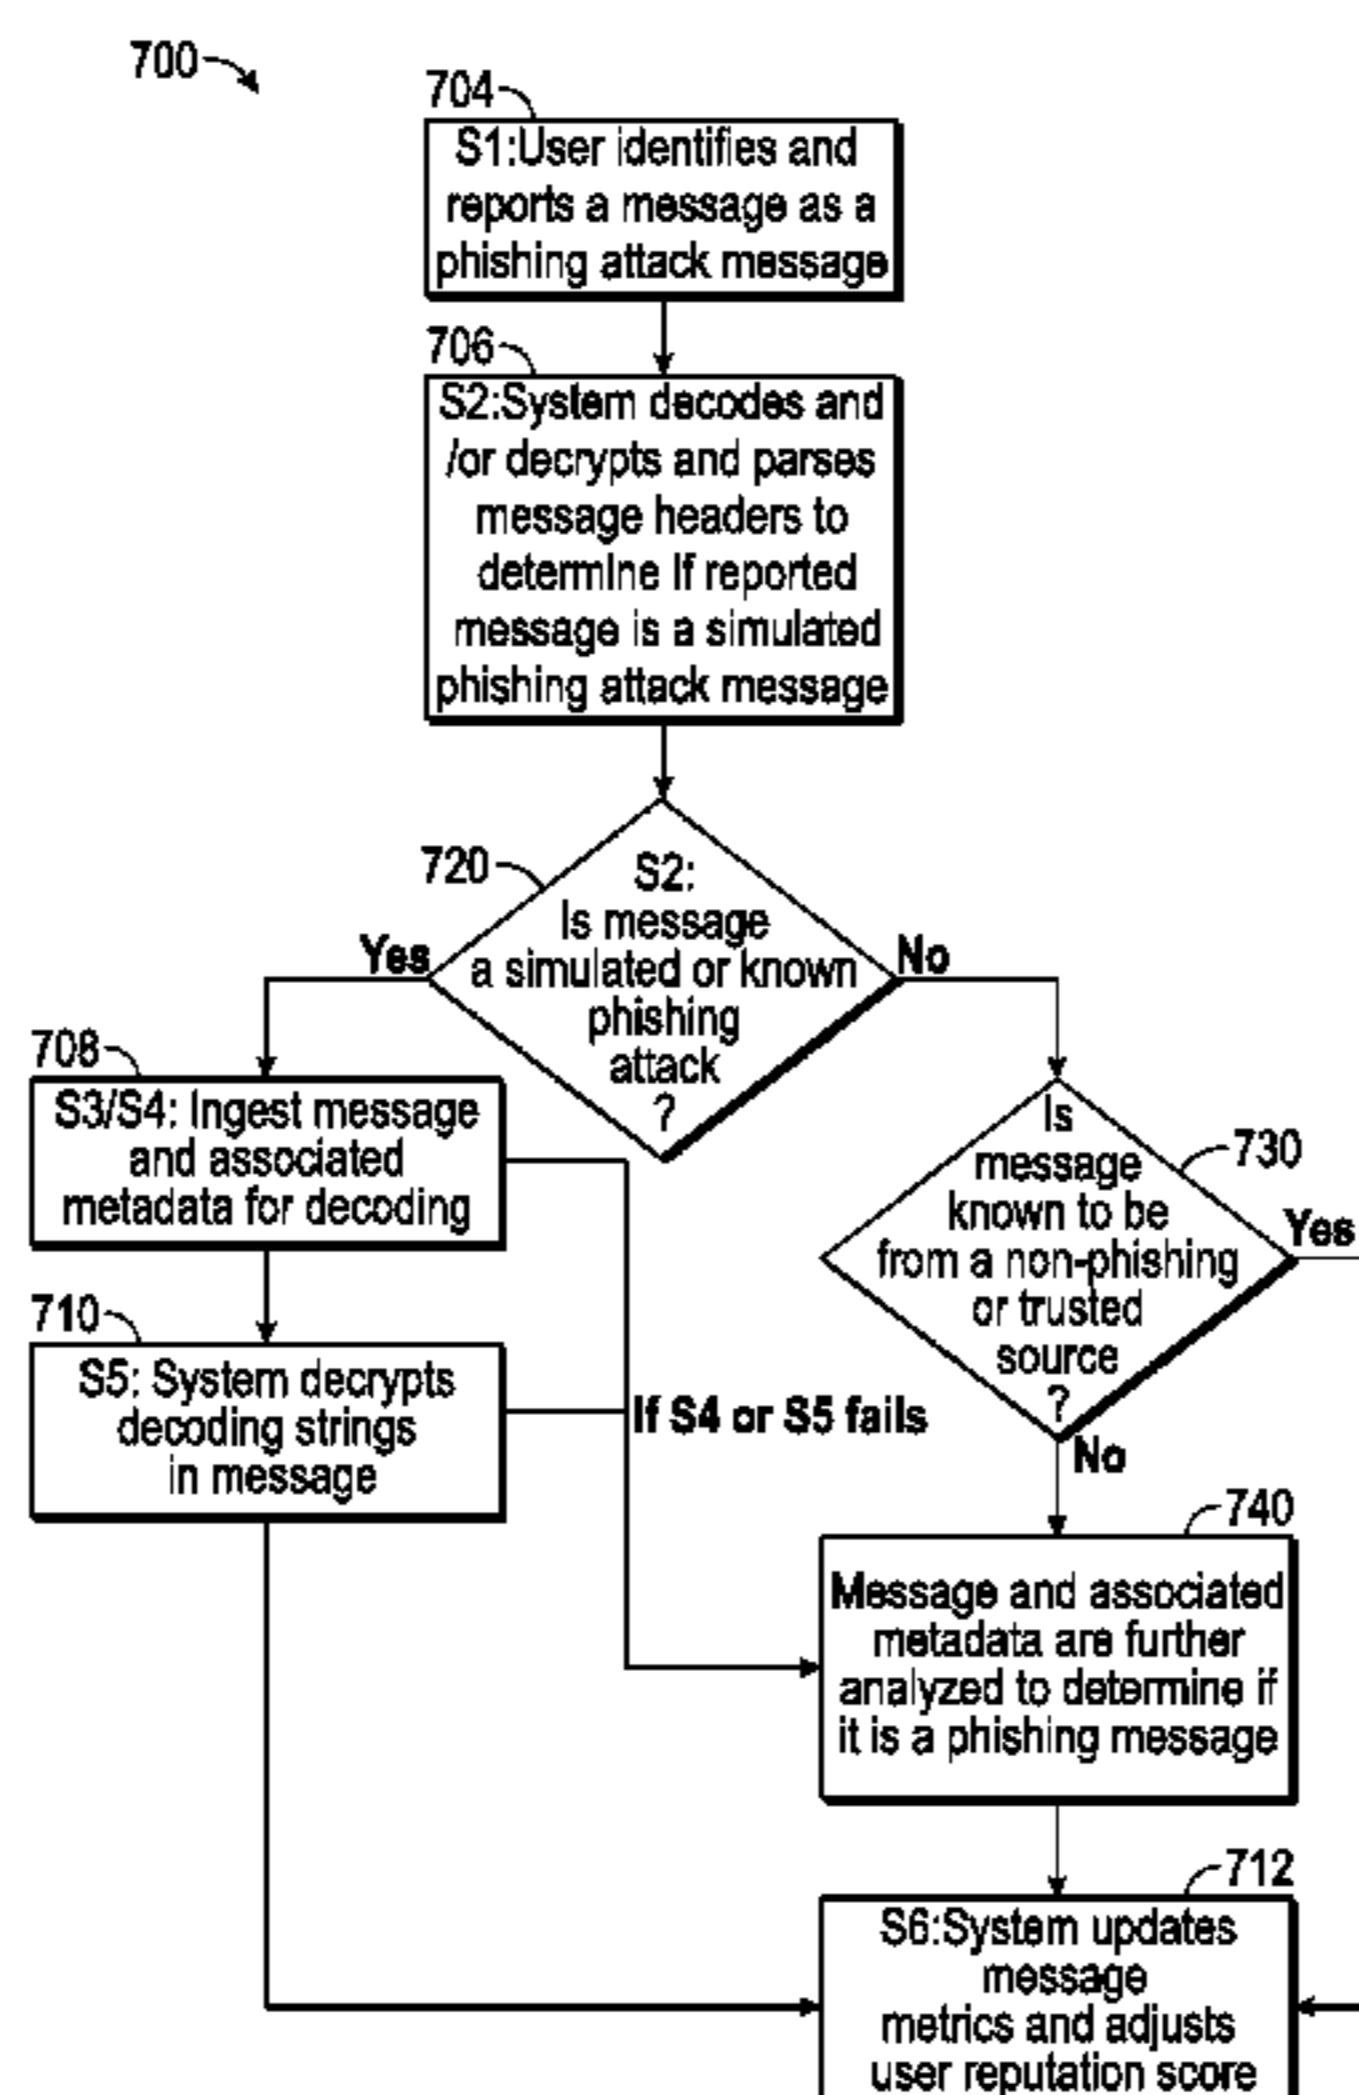 700
704
S1:User identifies and
reports a message as a
phishing attack message
706
S2:System decodes and
/or decrypts and parses
message headers to
determine if reported
message is a simulated
phishing attack message
720
S2:
Is message
a simulated or known
phishing
attack
?
Yes
No
708
S3/S4: Ingest message
and associated
metadata for decoding
Is
message
known to be
from a non-phishing
or trusted
source
?
730
Yes
No
710
S5: System decrypts
decoding strings
in message
If S4 or S5 fails
740
Message and associated
metadata are further
analyzed to determine if
it is a phishing message
712
S6:System updates
message
metrics and adjusts
user reputation score